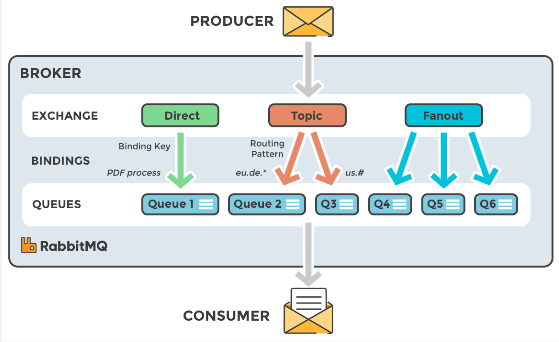 PRODUCER
BROKER
EXCHANGE
Direct
Topic
Fanout
Binding Key
Routing
Pattern
BINDINGS
PDF process
eu.de.*
us.#
QUEUES
Queue 1
Queue 2
Q3
Q4
Q5
Q6
RabbitMQ
CONSUMER